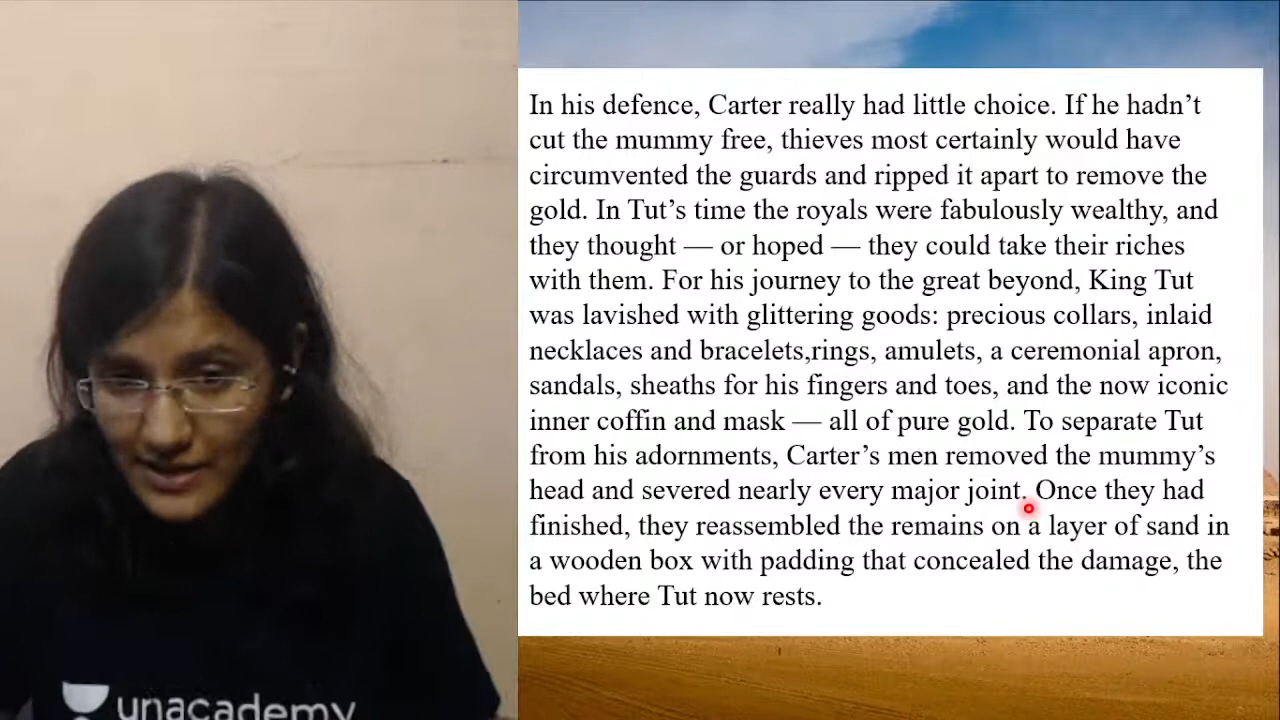 In his defence, Carter really had little choice. If he hadn’t
cut the mummy free, thieves most certainly would have
circumvented the guards and ripped it apart to remove the
gold. In Tut’s time the royals were fabulously wealthy, and
they thought — or hoped — they could take their riches
with them. For his journey to the great beyond, King Tut
was lavished with glittering goods: precious collars, inlaid
necklaces and bracelets,rings, amulets, a ceremonial apron,
sandals, sheaths for his fingers and toes, and the now iconic
inner coffin and mask — all of pure gold. To separate Tut
from his adornments, Carter’s men removed the mummy’s
head and severed nearly every major joint. Once they had
finished, they reassembled the remains on a layer of sand in
a wooden box with padding that concealed the damage, the
bed where Tut now rests.
unacademy